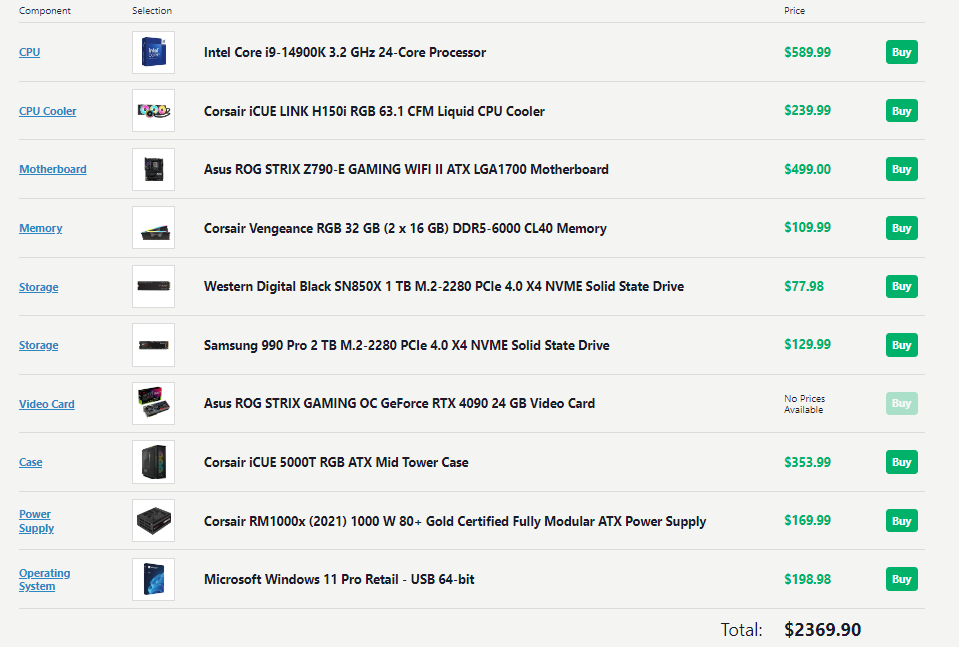 Component Selection Price
CPU Intel Core i9-14900K 3.2 GHz 24-Core Processor $589.99 Buy
CPU Cooler Corsair iCUE LINK H150i RGB 63.1 CFM Liquid CPU Cooler $239.99 Buy
Motherboard Asus ROG STRIX Z790-E GAMING WIFI II ATX LGA1700 Motherboard $499.00 Buy
Memory Corsair Vengeance RGB 32 GB (2 x 16 GB) DDR5-6000 CL40 Memory $109.99 Buy
Storage Western Digital Black SN850X 1 TB M.2-2280 PCIe 4.0 X4 NVME Solid State Drive $77.98 Buy
Storage Samsung 990 Pro 2 TB M.2-2280 PCIe 4.0 X4 NVME Solid State Drive $129.99 Buy
Video Card Asus ROG STRIX GAMING OC GeForce RTX 4090 24 GB Video Card No Prices Available Buy
Case Corsair iCUE 5000T RGB ATX Mid Tower Case $353.99 Buy
Power Supply Corsair RM1000x (2021) 1000 W 80+ Gold Certified Fully Modular ATX Power Supply $169.99 Buy
Operating System Microsoft Windows 11 Pro Retail - USB 64-bit $198.98 Buy
Total: $2369.90